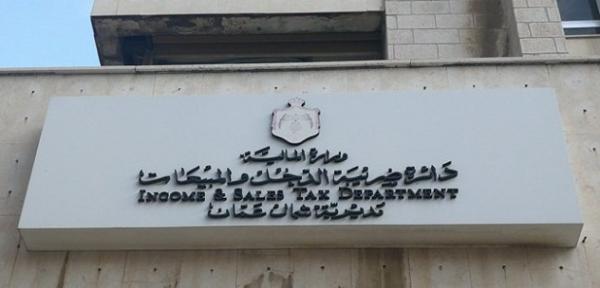 وزارة المالية
دائرة ضريبة الدخل والمبيعات
INCOME & SALES TAX DEPARTMENT
مديرية شمال عمان